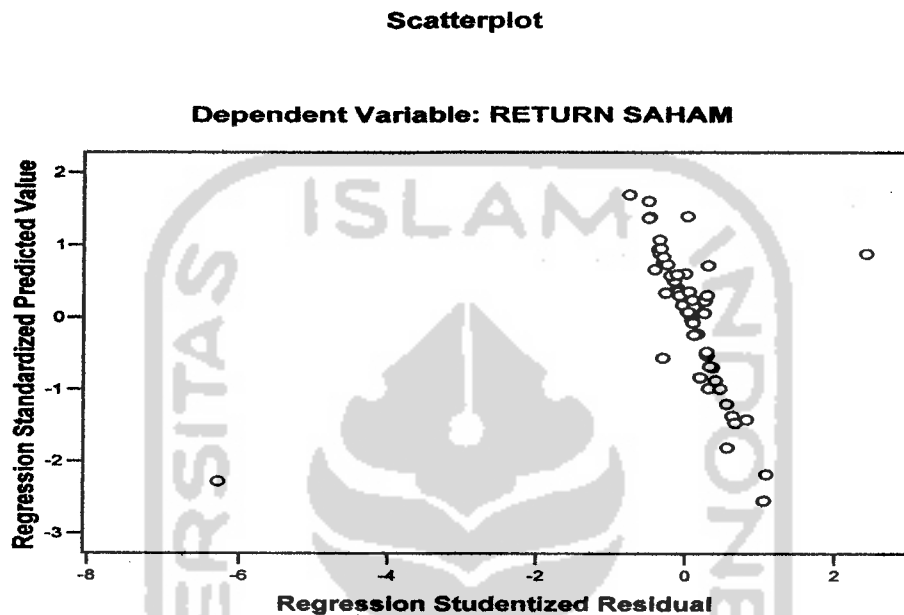 Scatterplot
Dependent Variable: RETURN SAHAM
Regression Standardized Predicted Value
2
1
0
-1
-2
-3
-8
-6
-4
-2
0
2
Regression Studentized Residual
ISLAM